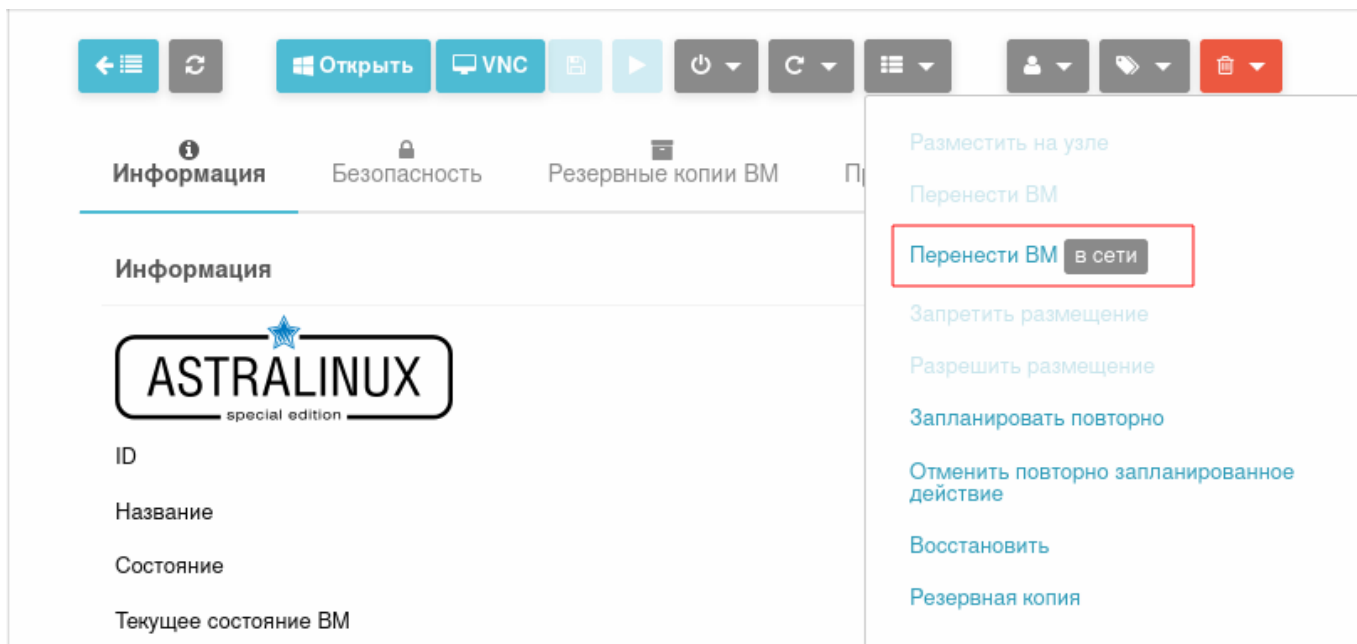 Открыть
VNC
Информация
Безопасность
Резервные копии ВМ
Разместить на узле
Перенести ВМ
Перенести ВМ в сети
Запретить размещение
Разрешить размещение
Запланировать повторно
Отменить повторно запланированное
действие
Восстановить
Резервная копия
Информация
ASTRALINUX
special edition
ID
Название
Состояние
Текущее состояние ВМ